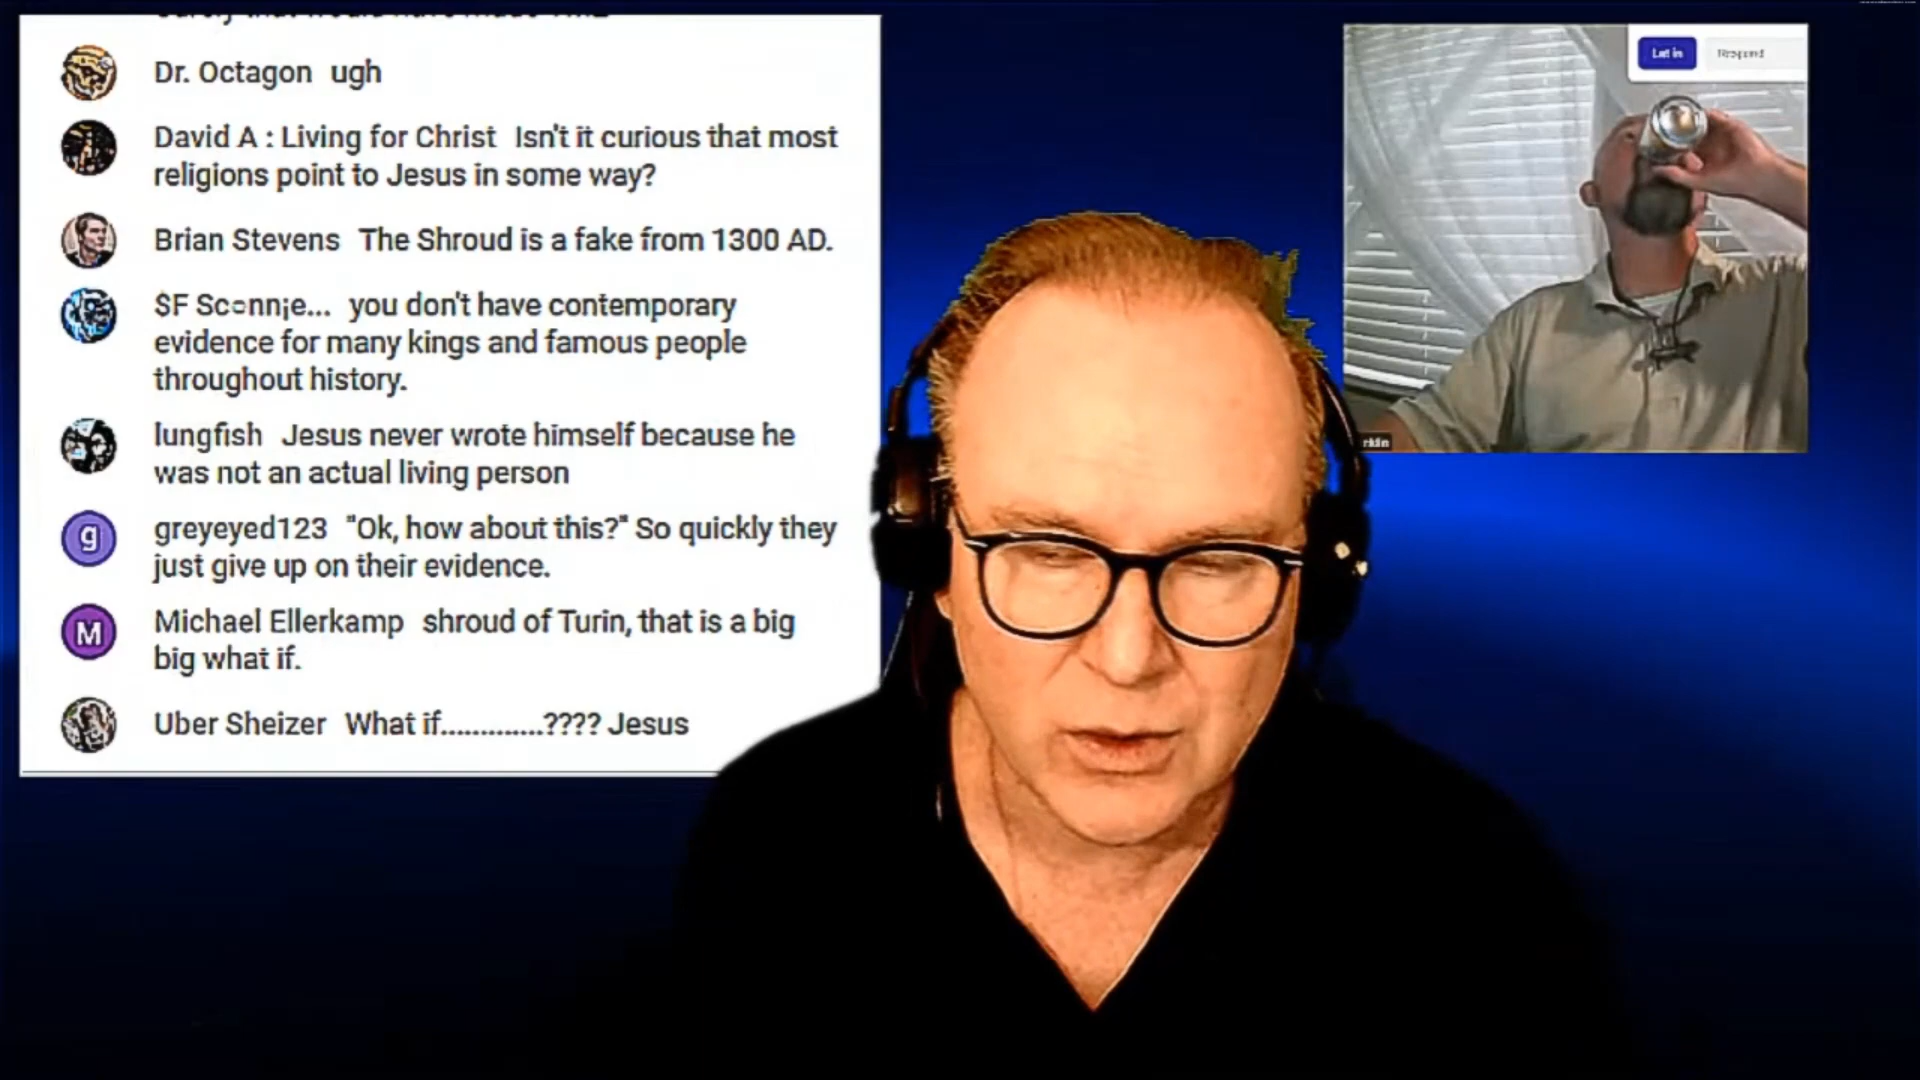 Dr. Octagon ugh
David A : Living for Christ Isn't it curious that most
religions point to Jesus in some way?
Brian Stevens The Shroud is a fake from 1300 AD.
$F Sc¤nn¡e... you don't have contemporary
evidence for many kings and famous people
throughout history.
lungfish Jesus never wrote himself because he
was not an actual living person
g
greyeyed123 "Ok, how about this?" So quickly they
just give up on their evidence.
M
Michael Ellerkamp shroud of Turin, that is a big
big what if.
Uber Sheizer What if.............???? Jesus
Let in Respond